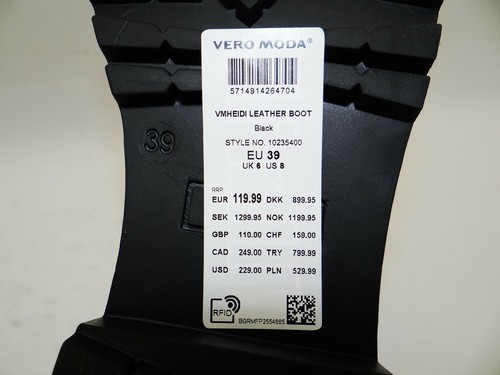 VERO MODA®
5714914264704
VMHEIDI LEATHER BOOT
Black
STYLE NO. 10235400
EU 39
UK 6 US 8
RRP
EUR 119.99 DKK 899.95
SEK 1299.95 NOK 1199.95
GBP 110.00 CHF 159.00
CAD 249.00 TRY 799.99
USD 229.00 PLN 529.99
RFID
39